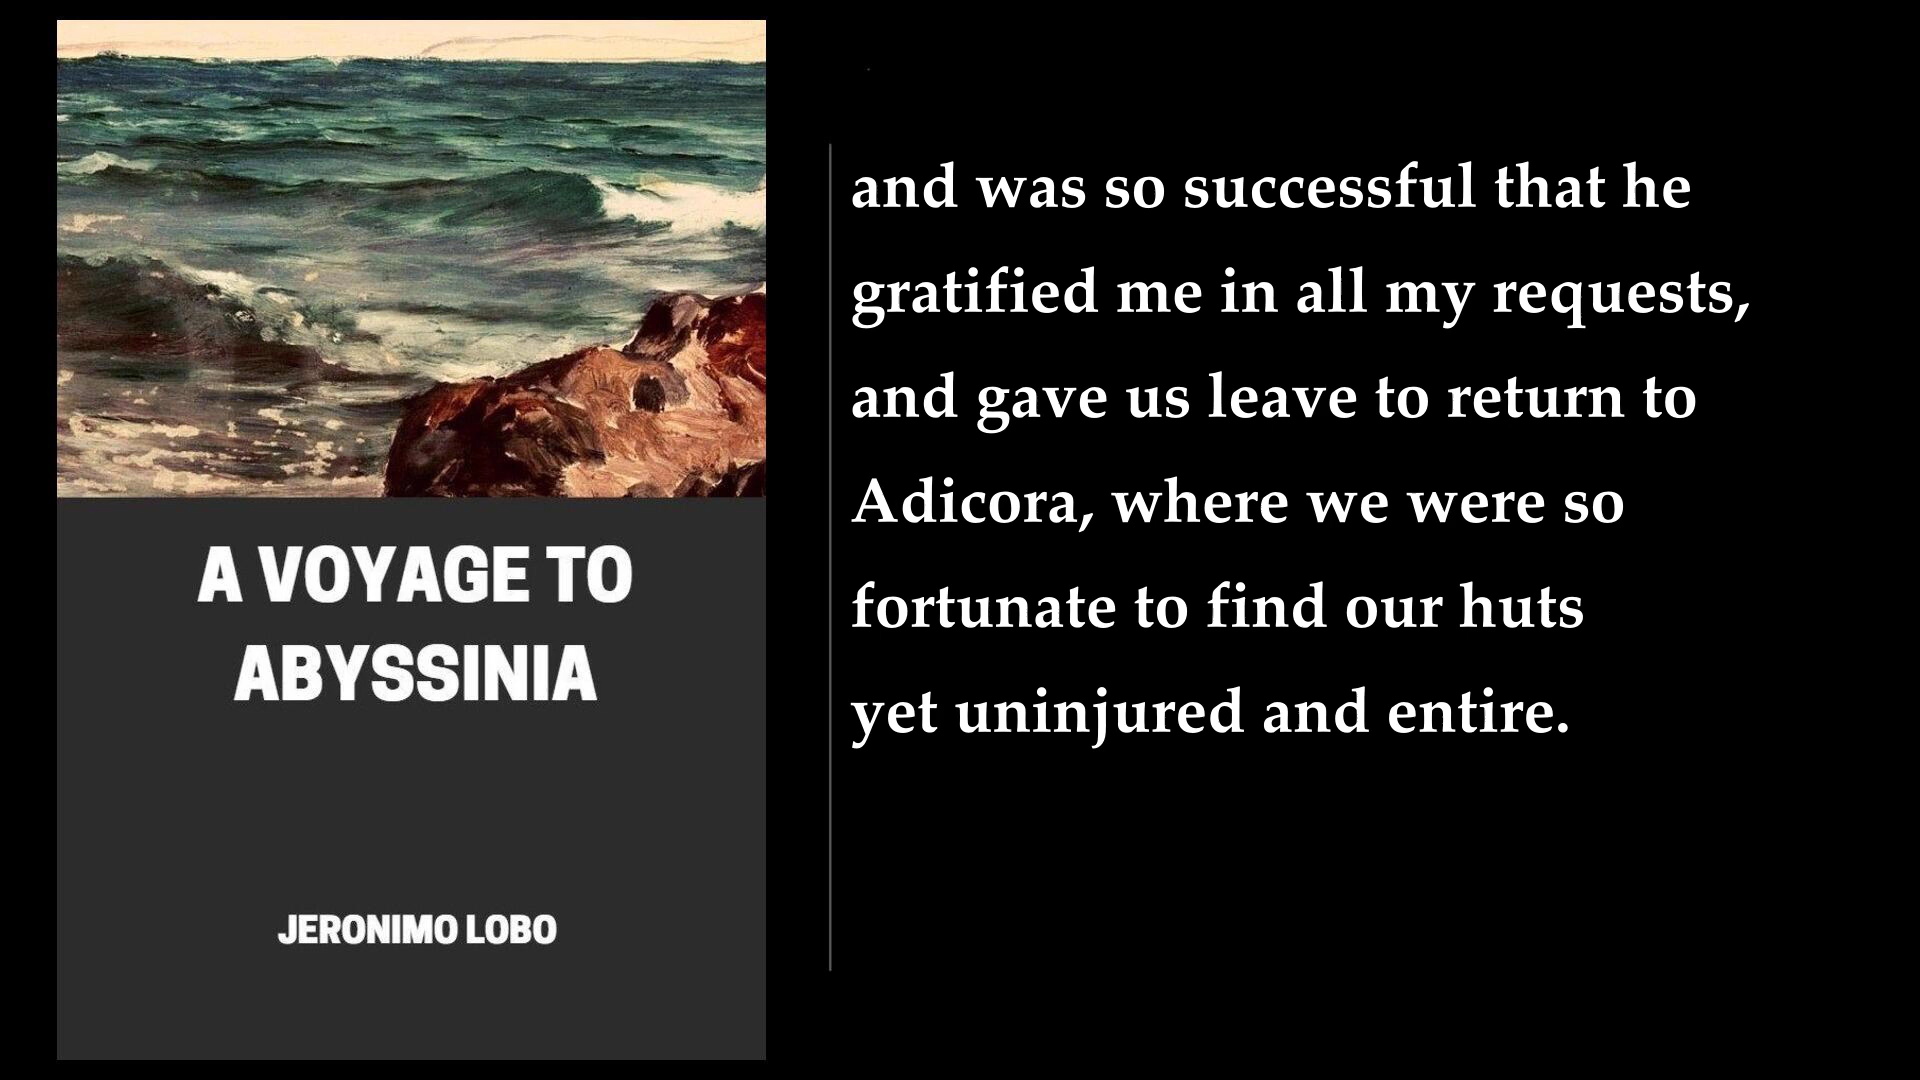 A VOYAGE TO
ABYSSINIA
JERONIMO LOBO
and was so successful that he
gratified me in all my requests,
and gave us leave to return to
Adicora, where we were so
fortunate to find our huts
yet uninjured and entire.